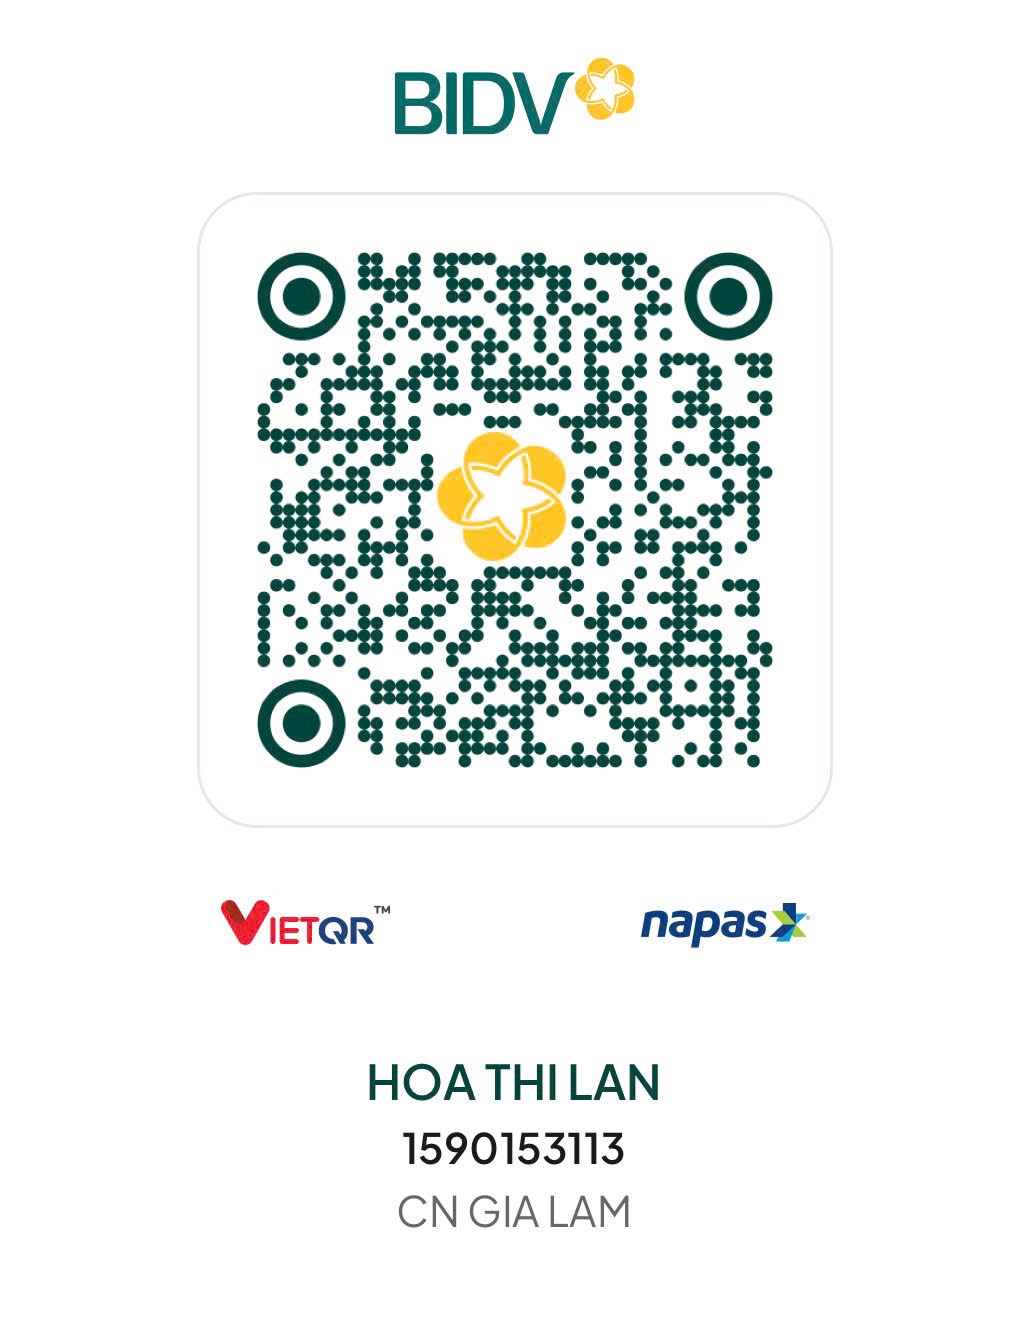 BIDV
VIETQR™
napas
HOA THI LAN
1590153113
CN GIA LAM